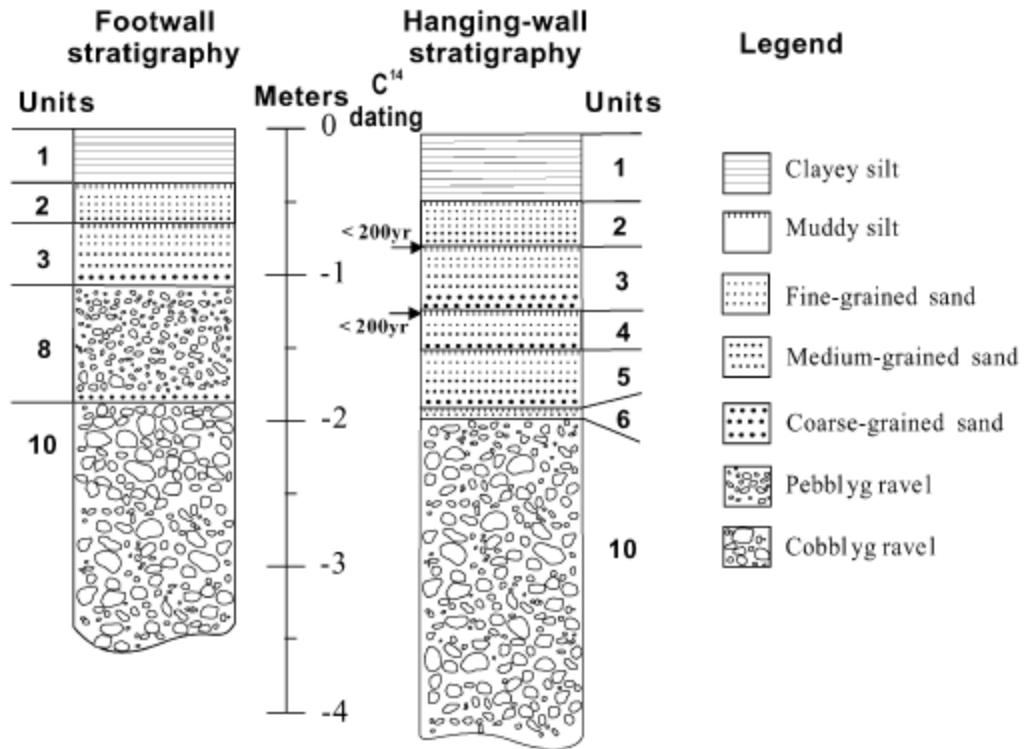 Footwall
stratigraphy
Units
1
2
3
8
10
Meters
0
-1
-2
-3
-4
Hanging-wall
stratigraphy
C14
dating
Units
< 200yr
< 200yr
1
2
3
4
5
6
10
Legend
Clayey silt
Muddy silt
Fine-grained sand
Medium-grained sand
Coarse-grained sand
Pebblyg ravel
Cobblyg ravel